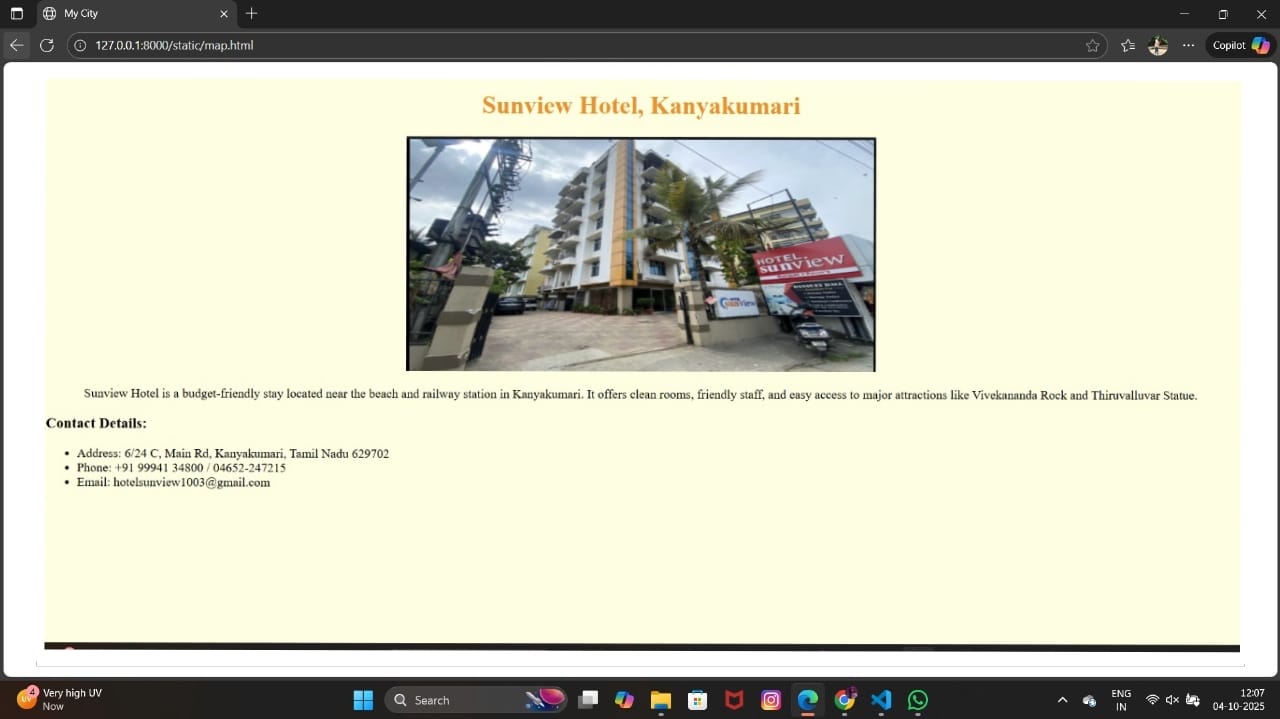 My City
127.0.0.1:8000/static/map.html
Copilot
Sunview Hotel, Kanyakumari
HOTEL
sunview
BANQUET HALL
sunview
Sunview Hotel is a budget-friendly stay located near the beach and railway station in Kanyakumari. It offers clean rooms, friendly staff, and easy access to major attractions like Vivekananda Rock and Thiruvalluvar Statue.
Contact Details:
• Address: 6/24 C, Main Rd, Kanyakumari, Tamil Nadu 629702
• Phone: +91 99941 34800 / 04652-247215
• Email: hotelsunview1003@gmail.com
4
Very high UV
Now
Search
ENG
IN
12:07
04-10-2025